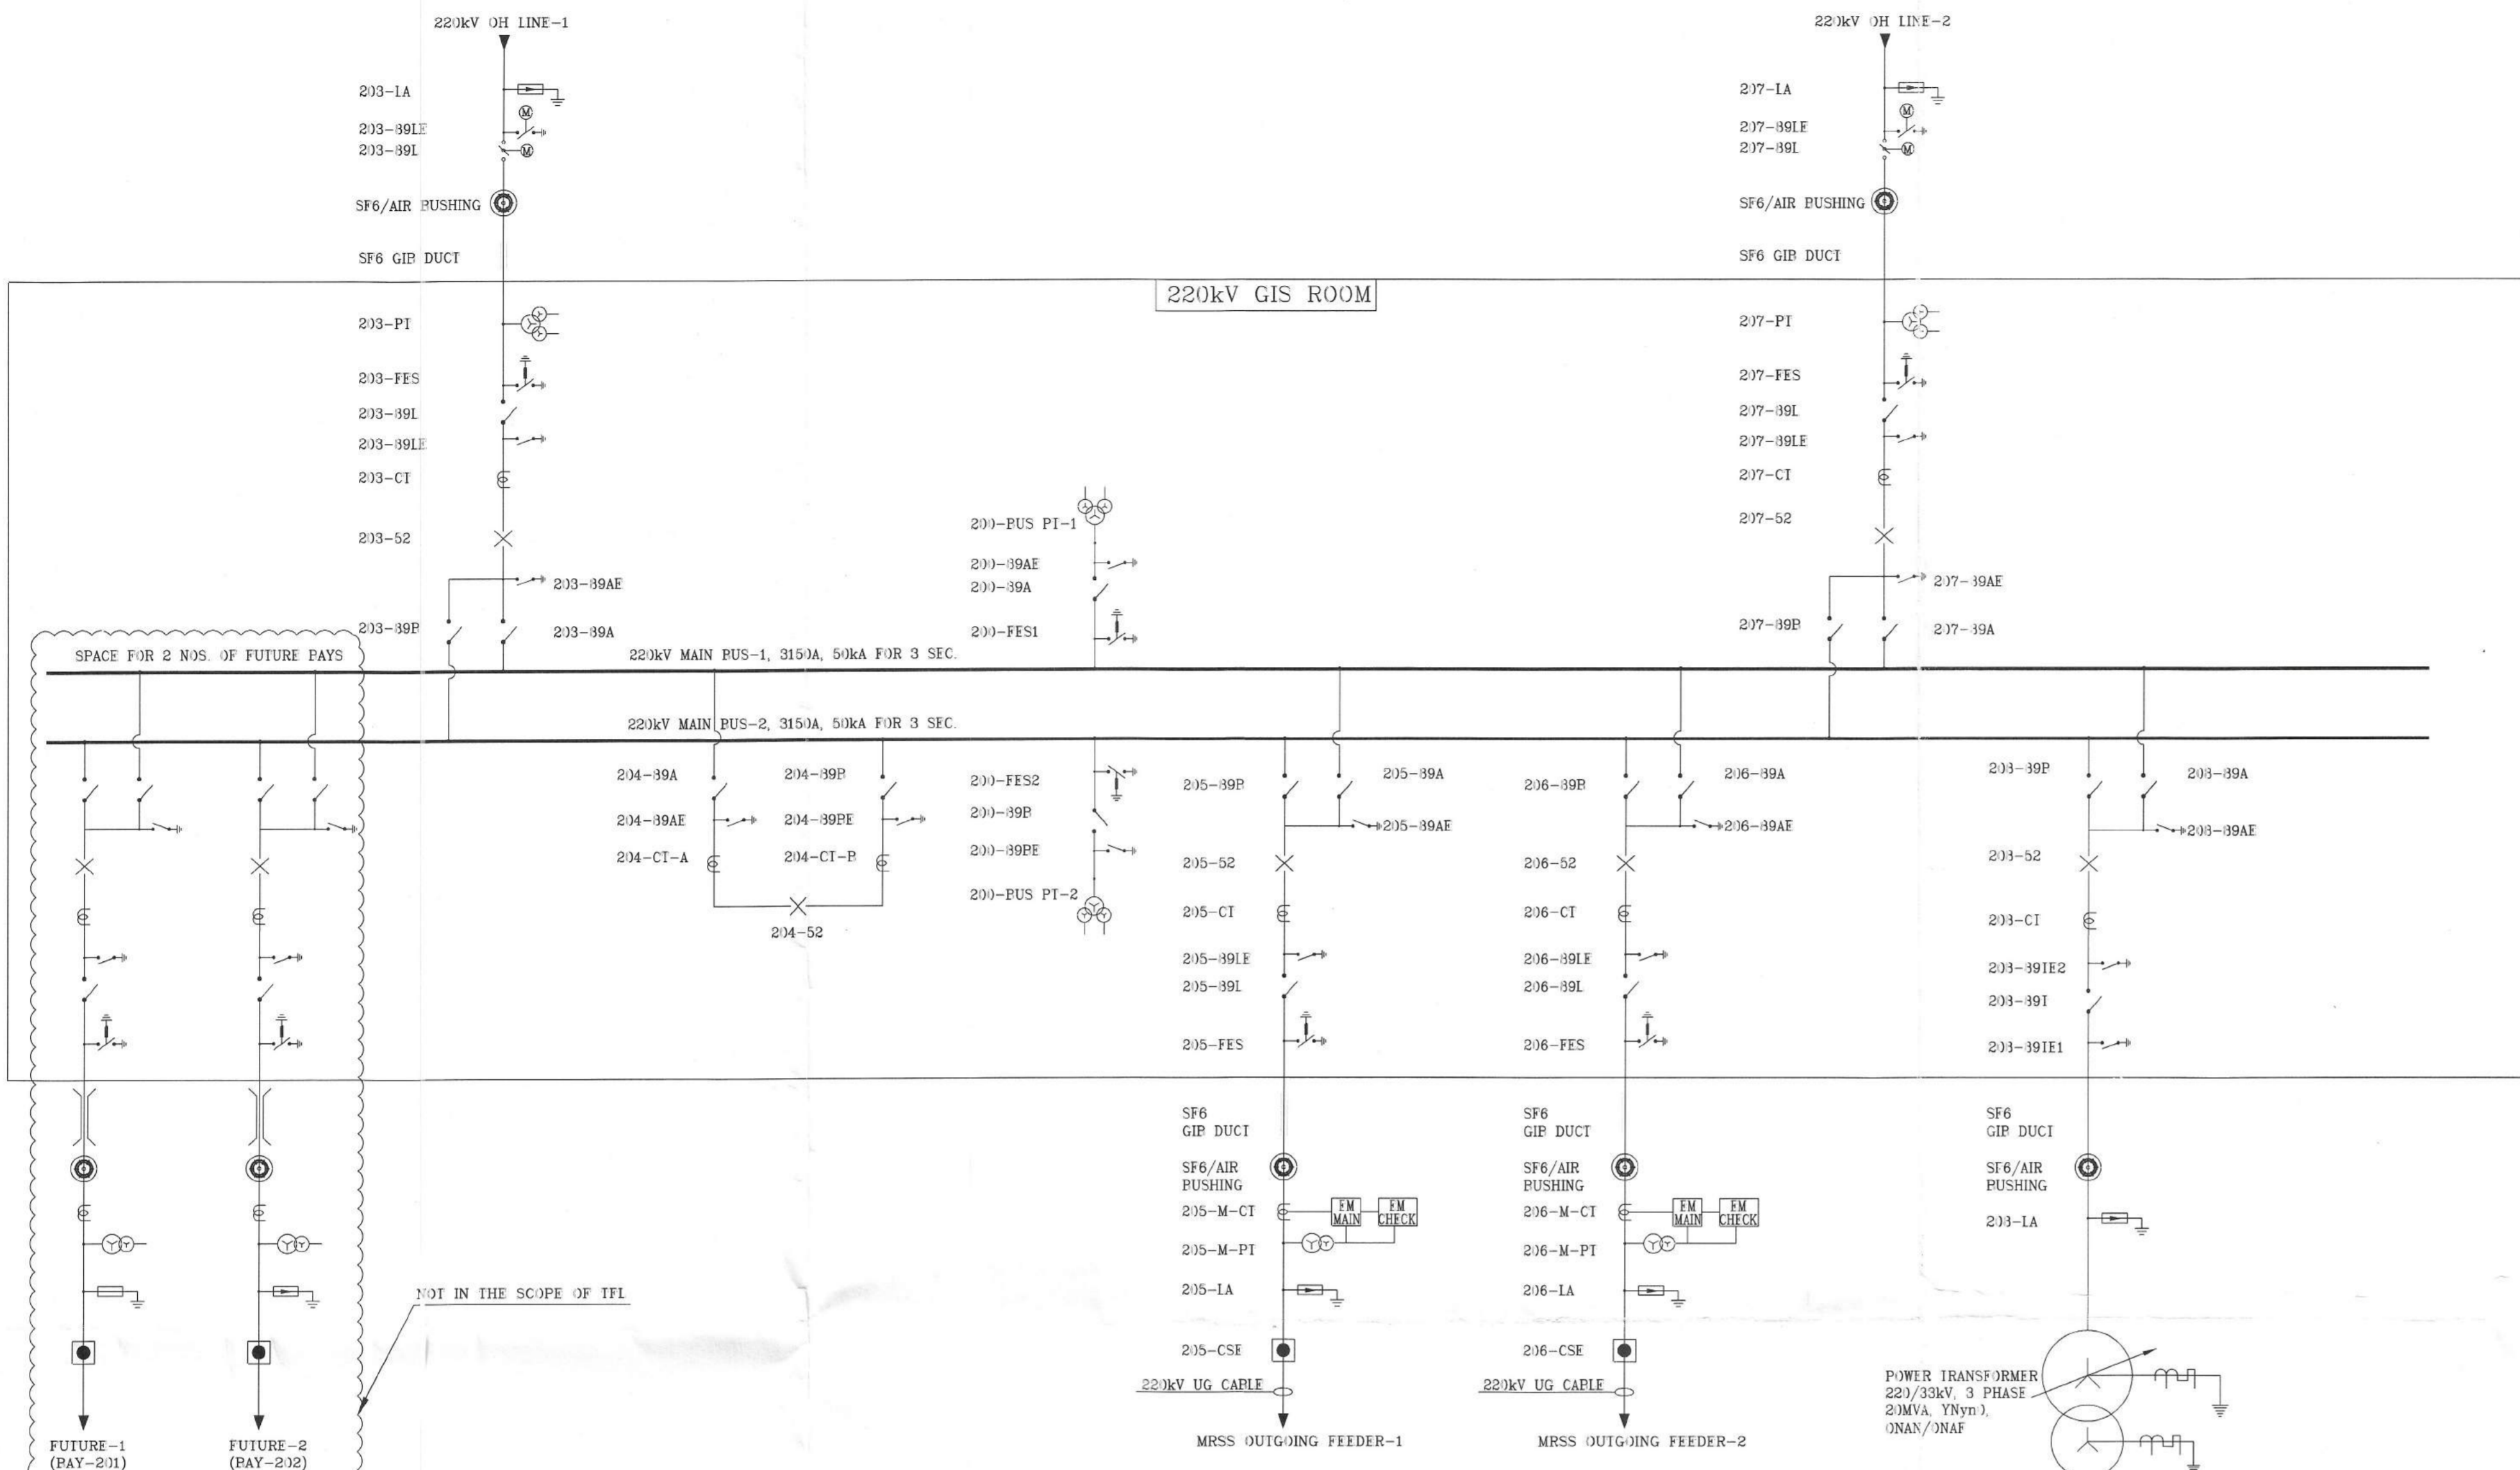 220kV OH LINE-1
203-LA
203-89LE
203-89L
SF6/AIR BUSHING
SF6 GIB DUCT
220kV OH LINE-2
207-LA
207-89LE
207-89L
SF6/AIR BUSHING
SF6 GIB DUCT
220kV GIS ROOM
203-PT
203-FES
203-89L
203-89LE
203-CT
203-52
203-89AE
203-89B
203-89A
200-BUS PT-1
200-89AE
200-89A
200-FES1
207-PT
207-FES
207-89L
207-89LE
207-CT
207-52
207-89AE
207-89B
207-89A
SPACE FOR 2 NOS. OF FUTURE BAYS
220kV MAIN BUS-1, 3150A, 50kA FOR 3 SEC.
220kV MAIN BUS-2, 3150A, 50kA FOR 3 SEC.
204-89A
204-89AE
204-CT-A
204-89B
204-89BE
204-CT-B
204-52
200-FES2
200-89B
200-89BE
200-BUS PT-2
205-89B
205-89A
205-89AE
205-52
205-CT
205-89LE
205-89L
205-FES
206-89B
206-89A
206-89AE
206-52
206-CT
206-89LE
206-89L
206-FES
208-89B
208-89A
208-89AE
208-52
208-CT
208-89TE2
208-89T
208-89TE1
SF6
GIB DUCT
SF6/AIR
BUSHING
205-M-CT
EM
MAIN
EM
CHECK
205-M-PT
205-LA
205-CSE
220kV UG CABLE
MRSS OUTGOING FEEDER-1
SF6
GIB DUCT
SF6/AIR
BUSHING
206-M-CT
EM
MAIN
EM
CHECK
206-M-PT
206-LA
206-CSE
220kV UG CABLE
MRSS OUTGOING FEEDER-2
SF6
GIB DUCT
SF6/AIR
BUSHING
208-LA
POWER TRANSFORMER
220/33kV, 3 PHASE
20MVA, YNyn0,
ONAN/ONAF
NOT IN THE SCOPE OF TFL
FUTURE-1
(BAY-201)
FUTURE-2
(BAY-202)